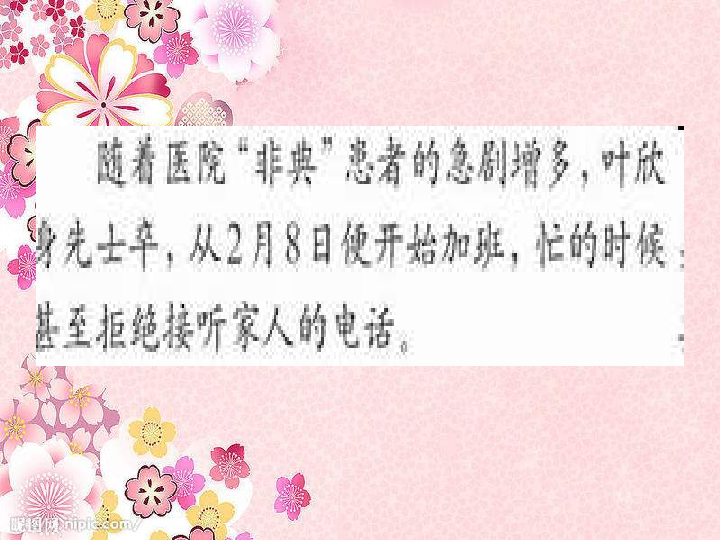 随着医院“非典”患者的急剧增多，叶欣
身先士卒，从2月8日便开始加班，忙的时候
甚至拒绝接听家人的电话。
昵图网 nipic.com/